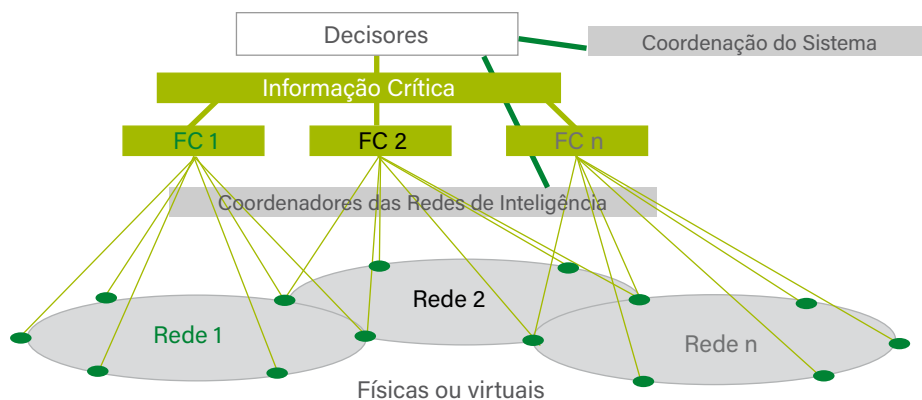 Decisores
Coordenação do Sistema
Informação Crítica
FC 1
FC 2
FC n
Coordenadores das Redes de Inteligência
Rede 2
Rede 1
Rede n
Físicas ou virtuais